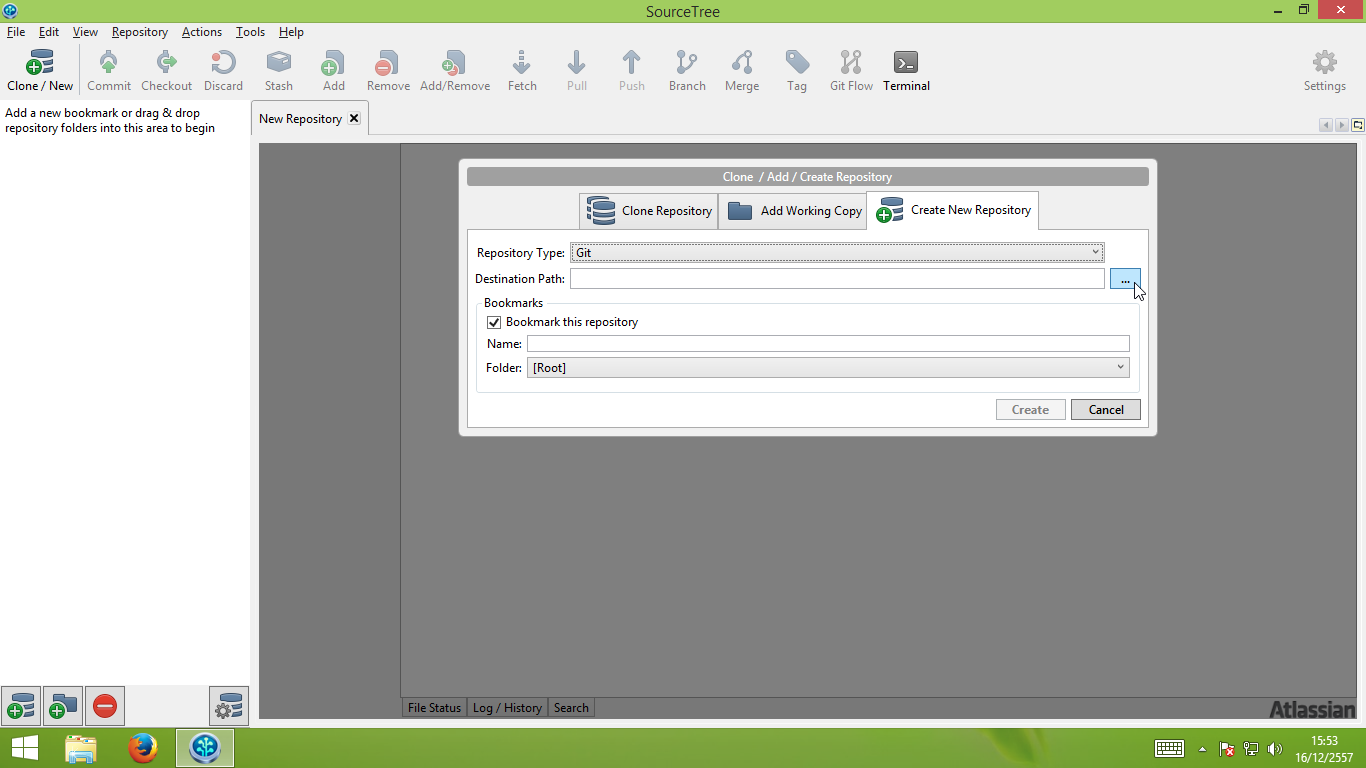 SourceTree
File Edit View Repository Actions Tools Help
Clone / New Commit Checkout Discard Stash Add Remove Add/Remove Fetch Pull Push Branch Merge Tag Git Flow Terminal Settings
Add a new bookmark or drag & drop
repository folders into this area to begin
New Repository
Clone / Add / Create Repository
Clone Repository Add Working Copy Create New Repository
Repository Type: Git
Destination Path: ...
Bookmarks
Bookmark this repository
Name:
Folder: [Root]
Create Cancel
File Status Log / History Search
Atlassian
15:53
16/12/2557